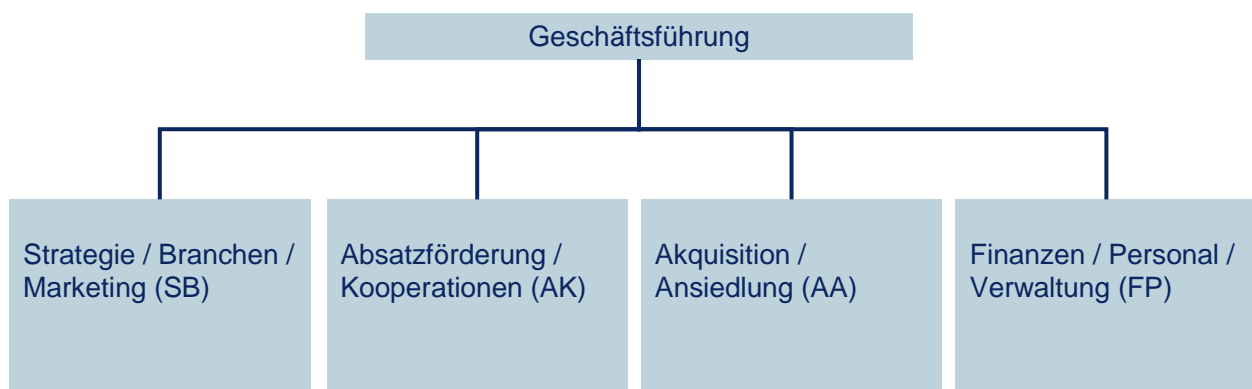 Geschäftsführung
Strategie / Branchen /
Marketing (SB)
Absatzförderung /
Kooperationen (AK)
Akquisition /
Ansiedlung (AA)
Finanzen / Personal /
Verwaltung (FP)